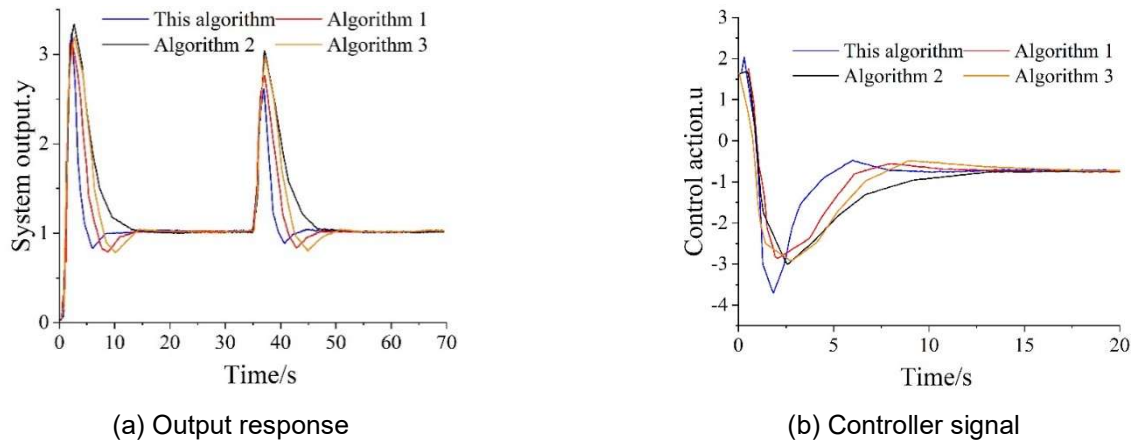 This algorithm
Algorithm 1
Algorithm 2
Algorithm 3
System output.y
3
2
1
0
0 10 20 30 40 50 60 70
Time/s
(a) Output response
This algorithm
Algorithm 1
Algorithm 2
Algorithm 3
Control action.u
2
1
0
-1
-2
-3
-4
0 5 10 15 20
Time/s
(b) Controller signal